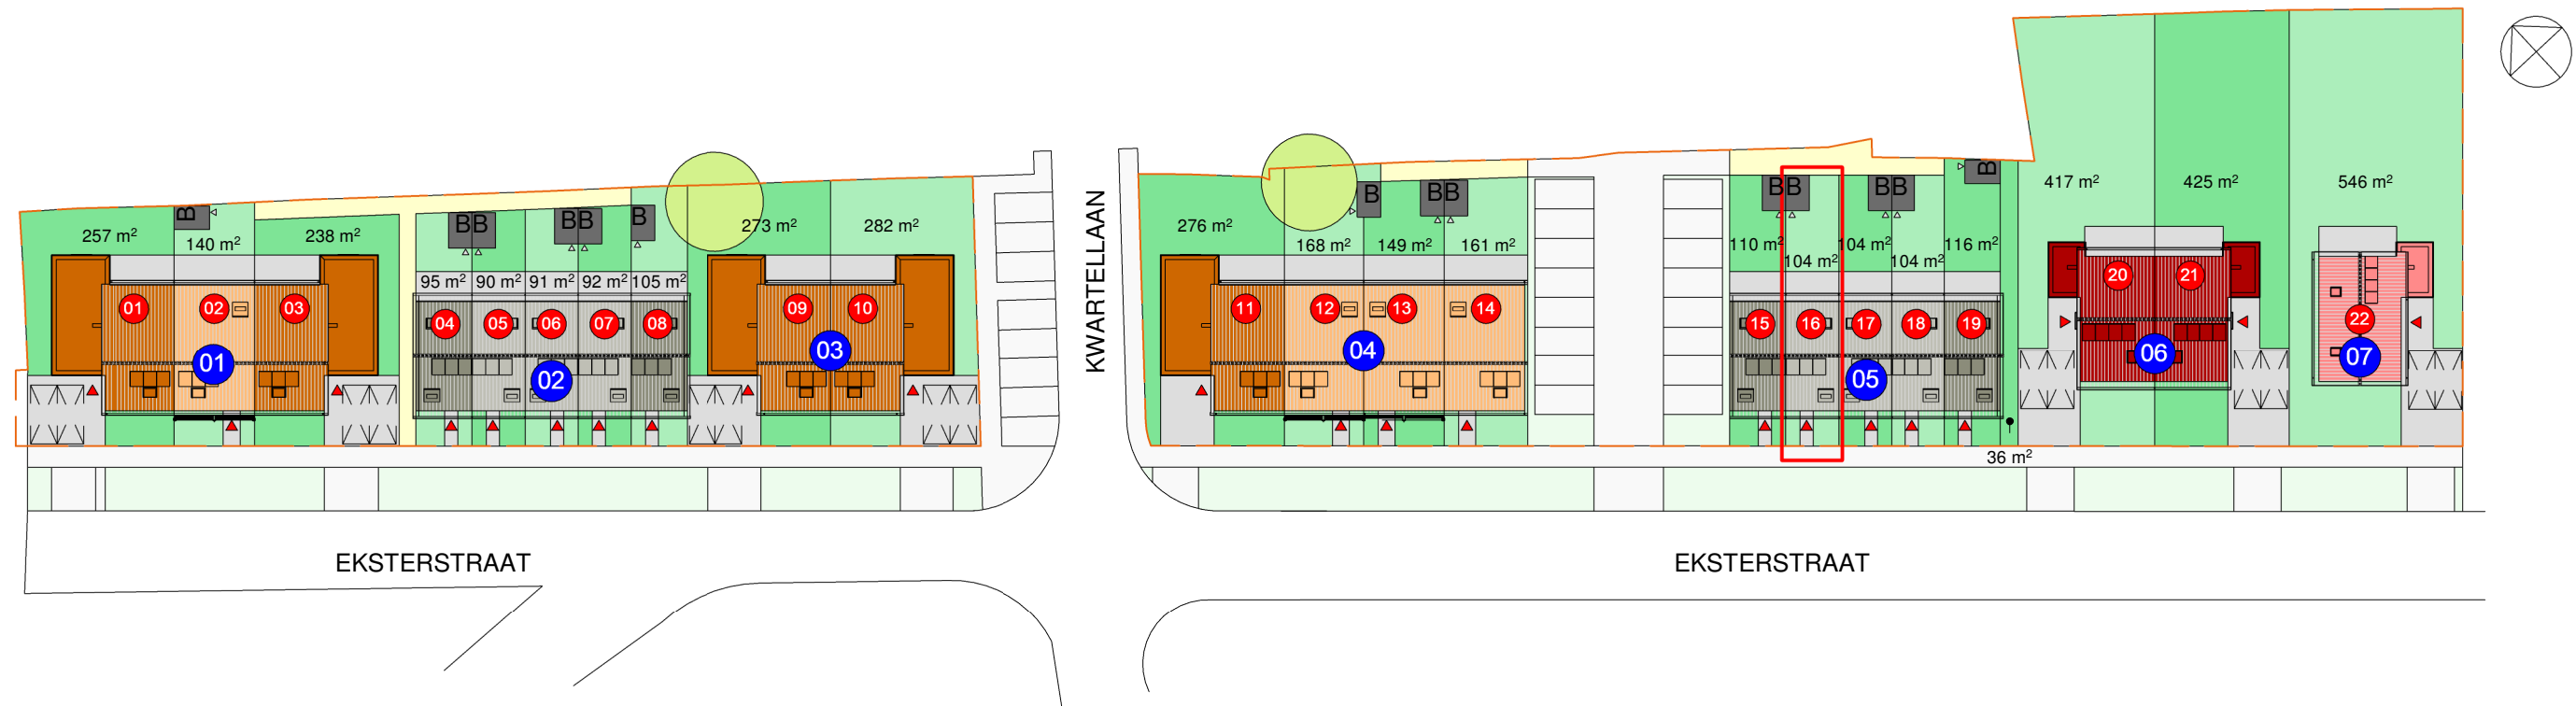 417 m²
425 m²
546 m²
B
257 m²
140 m²
238 m²
BB
BB
B
273 m²
282 m²
95 m²
90 m²
91 m²
92 m²
105 m²
01
02
03
04
05
06
07
08
09
10
01
02
03
KWARTELLAAN
276 m²
B
BB
168 m²
149 m²
161 m²
11
12
13
14
04
BB
BB
B
110 m²
104 m²
104 m²
104 m²
116 m²
15
16
17
18
19
05
20
21
06
22
07
36 m²
EKSTERSTRAAT
EKSTERSTRAAT